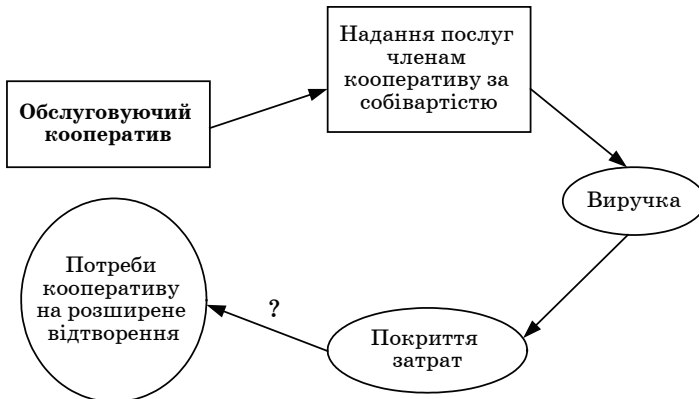 Обслуговуючий
кооператив
Надання послуг
членам
кооперативу за
собівартістю
Виручка
Покриття
затрат
?
Потреби
кооперативу
на розширене
відтворення